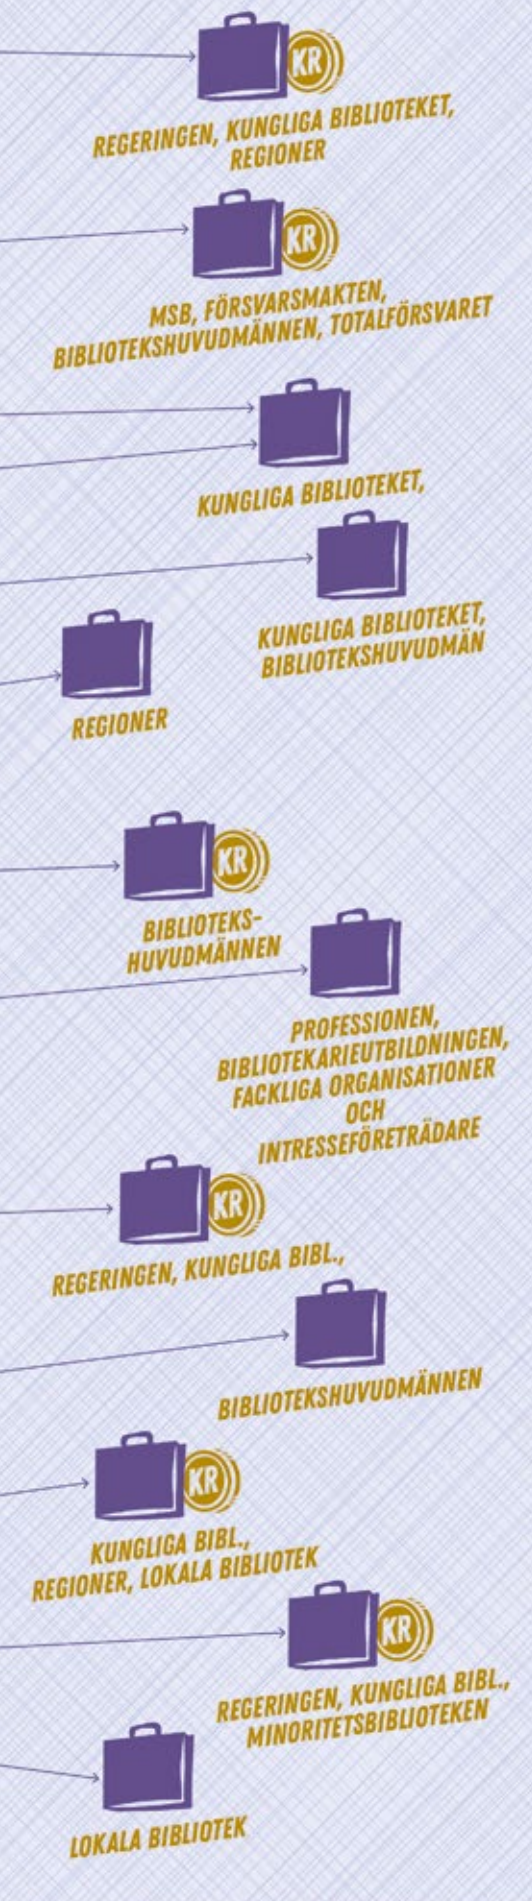 KR
REGERINGEN, KUNGLIGA BIBLIOTEKET,
REGIONER
KR
MSB, FÖRSVARSMAKTEN,
BIBLIOTEKSHUVUDMÄNNEN, TOTALFÖRSVARET
KUNGLIGA BIBLIOTEKET,
KUNGLIGA BIBLIOTEKET,
BIBLIOTEKSHUVUDMÄN
REGIONER
KR
BIBLIOTEKS-
HUVUDMÄNNEN
PROFESSIONEN,
BIBLIOTEKARIEUTBILDNINGEN,
FACKLIGA ORGANISATIONER
OCH
INTRESSEFÖRETRÄDARE
KR
REGERINGEN, KUNGLIGA BIBL.,
BIBLIOTEKSHUVUDMÄNNEN
KR
KUNGLIGA BIBL.,
REGIONER, LOKALA BIBLIOTEK
KR
REGERINGEN, KUNGLIGA BIBL.,
MINORITETSBIBLIOTEKEN
LOKALA BIBLIOTEK